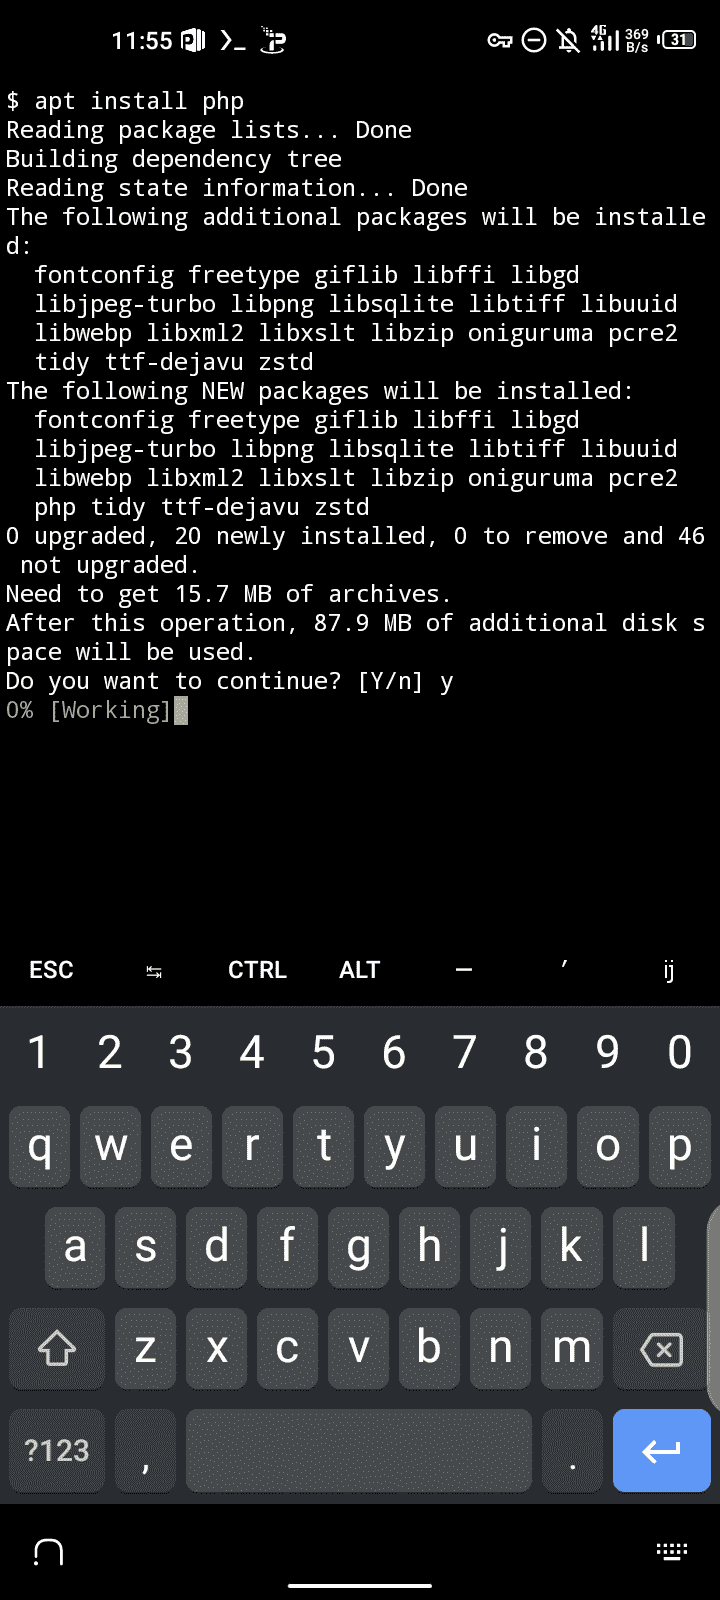 11:55
4G
369
B/s
31
$ apt install php
Reading package lists... Done
Building dependency tree
Reading state information... Done
The following additional packages will be installe
d:
fontconfig freetype giflib libffi libgd
libjpeg-turbo libpng libsqlite libtiff libuuid
libwebp libxml2 libxslt libzip oniguruma pcre2
tidy ttf-dejavu zstd
The following NEW packages will be installed:
fontconfig freetype giflib libffi libgd
libjpeg-turbo libpng libsqlite libtiff libuuid
libwebp libxml2 libxslt libzip oniguruma pcre2
php tidy ttf-dejavu zstd
0 upgraded, 20 newly installed, 0 to remove and 46
not upgraded.
Need to get 15.7 MB of archives.
After this operation, 87.9 MB of additional disk s
pace will be used.
Do you want to continue? [Y/n] y
0% [Working]
ESC ↹ CTRL ALT — ′ ij
1 2 3 4 5 6 7 8 9 0
q w e r t y u i o p
a s d f g h j k l
z x c v b n m
?123 , .